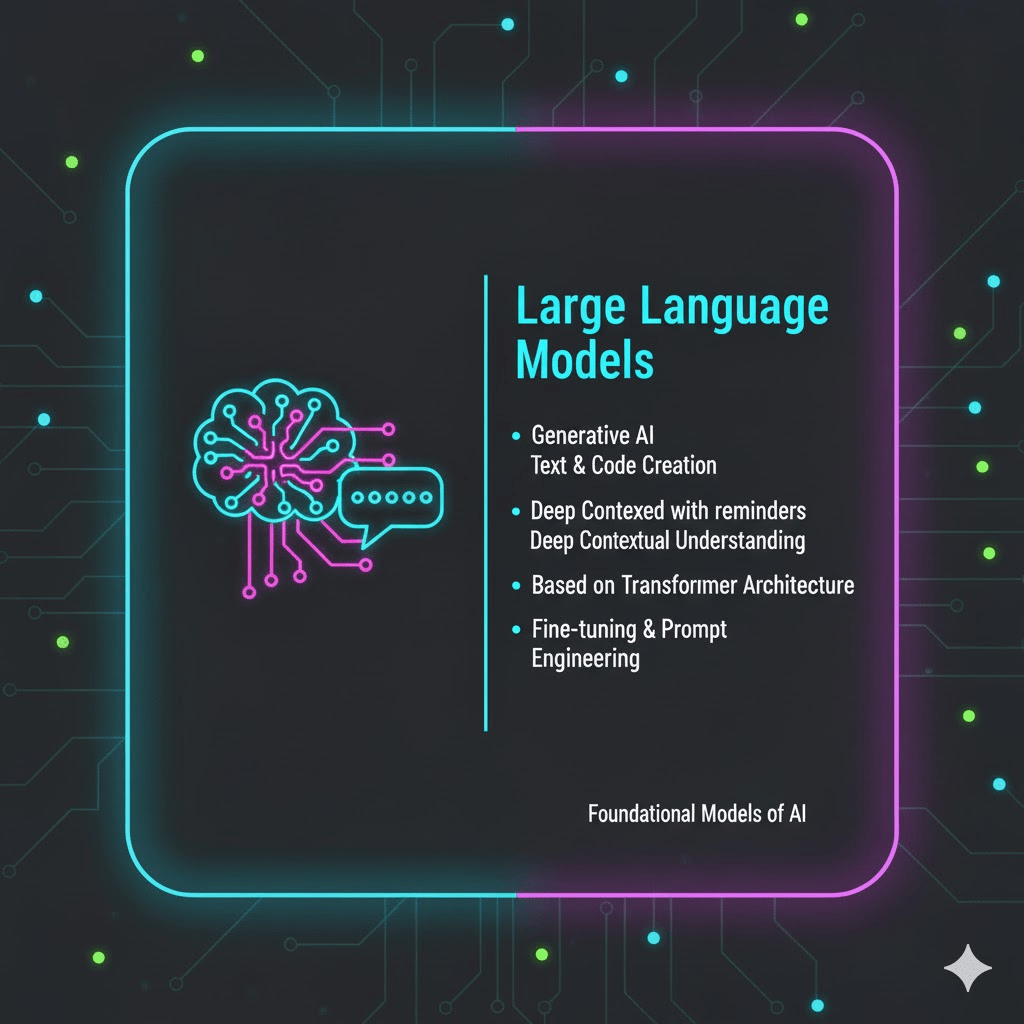 Large Language
Models
• Generative AI
Text & Code Creation
• Deep Contexed with reminders
Deep Contextual Understanding
• Based on Transformer Architecture
• Fine-tuning & Prompt
Engineering
Foundational Models of AI